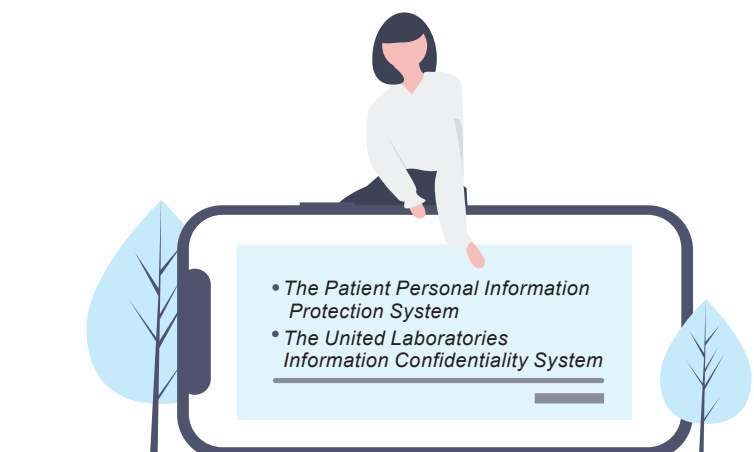 • The Patient Personal Information
Protection System
• The United Laboratories
Information Confidentiality System